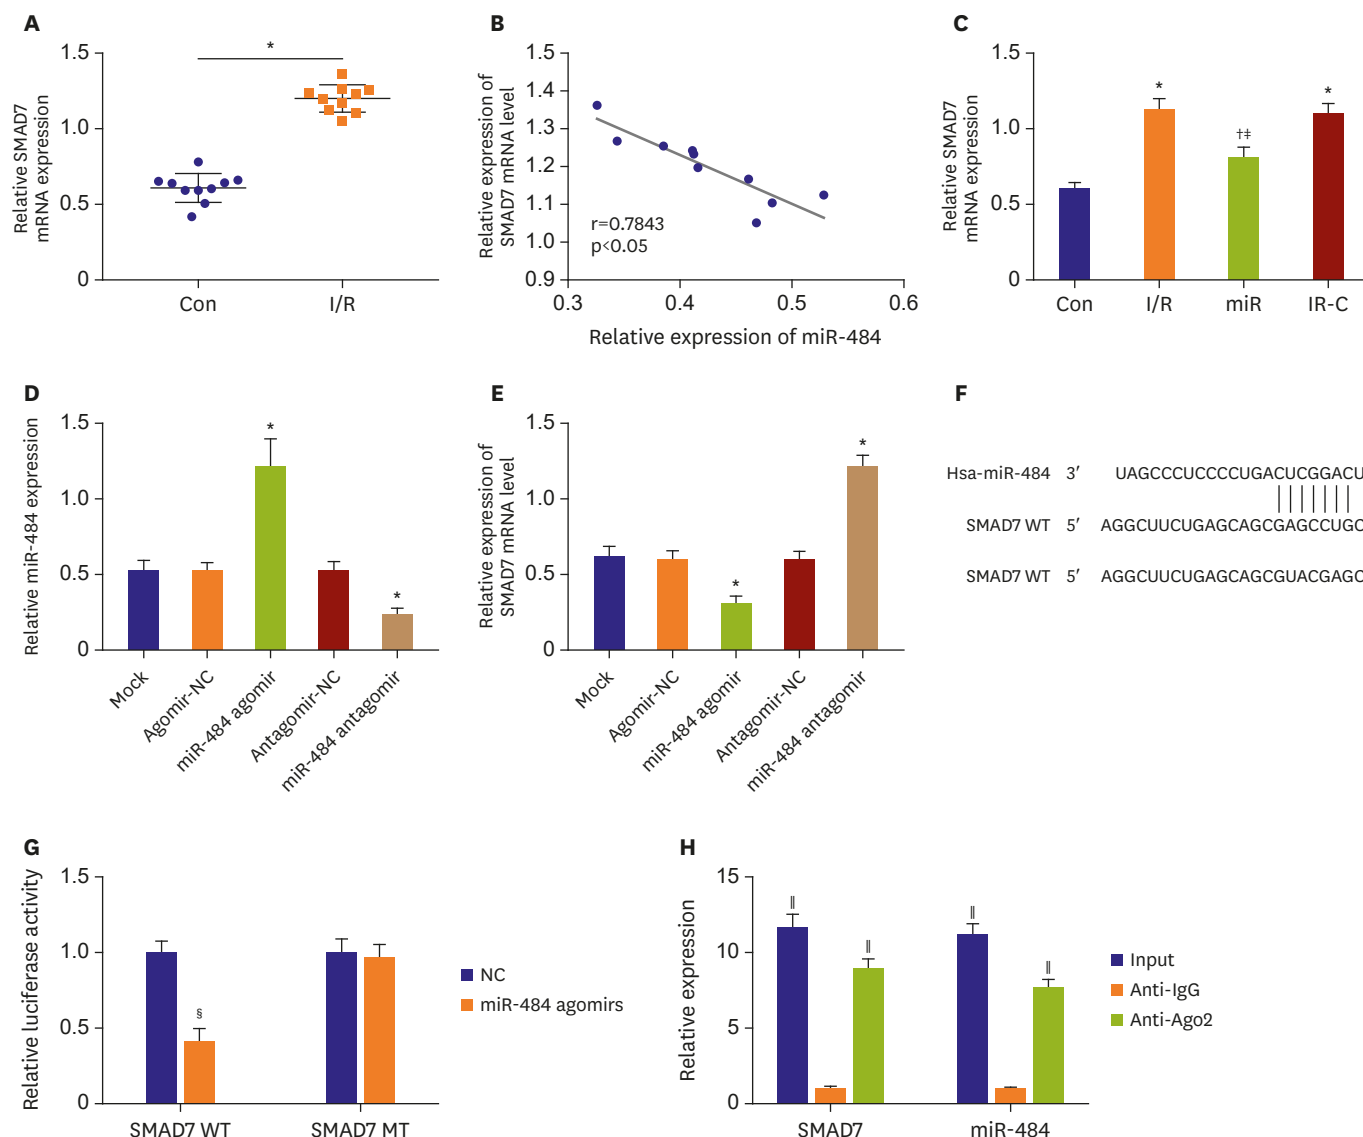 A
Relative SMAD7
mRNA expression
1.5
1.0
0.5
0
*
Con
I/R
B
Relative expression of
SMAD7 mRNA level
1.5
1.4
1.3
1.2
1.1
1.0
0.9
r=0.7843
p<0.05
0.3
0.4
0.5
0.6
Relative expression of miR-484
C
Relative SMAD7
mRNA expression
1.5
1.0
0.5
0
*
†‡
*
Con
I/R
miR
IR-C
D
Relative miR-484 expression
1.5
1.0
0.5
0
*
*
Mock
Agomir-NC
miR-484 agomir
Antagomir-NC
miR-484 antagomir
E
Relative expression of
SMAD7 mRNA level
1.5
1.0
0.5
0
*
*
Mock
Agomir-NC
miR-484 agomir
Antagomir-NC
miR-484 antagomir
F
Hsa-miR-484 3′ UAGCCCUCCCCUGACUCGGACU
SMAD7 WT 5′ AGGCUUCUGAGCAGCGAGCCUGC
SMAD7 WT 5′ AGGCUUCUGAGCAGCGUACGAGC
G
Relative luciferase activity
1.5
1.0
0.5
0
§
SMAD7 WT
SMAD7 MT
NC
miR-484 agomirs
H
Relative expression
15
10
5
0
‖
‖
‖
‖
SMAD7
miR-484
Input
Anti-IgG
Anti-Ago2